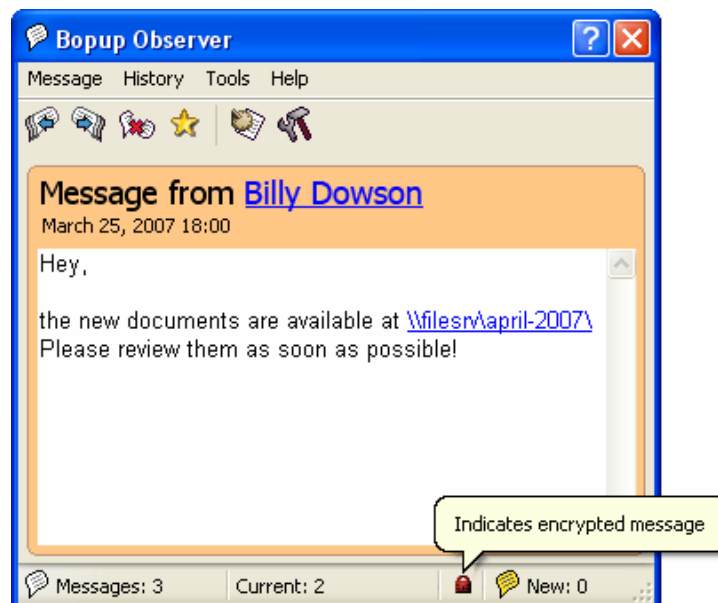 Bopup Observer
Message History Tools Help
Message from Billy Dowson
March 25, 2007 18:00
Hey,
the new documents are available at \\filesrv\april-2007\
Please review them as soon as possible!
Indicates encrypted message
Messages: 3 Current: 2 New: 0